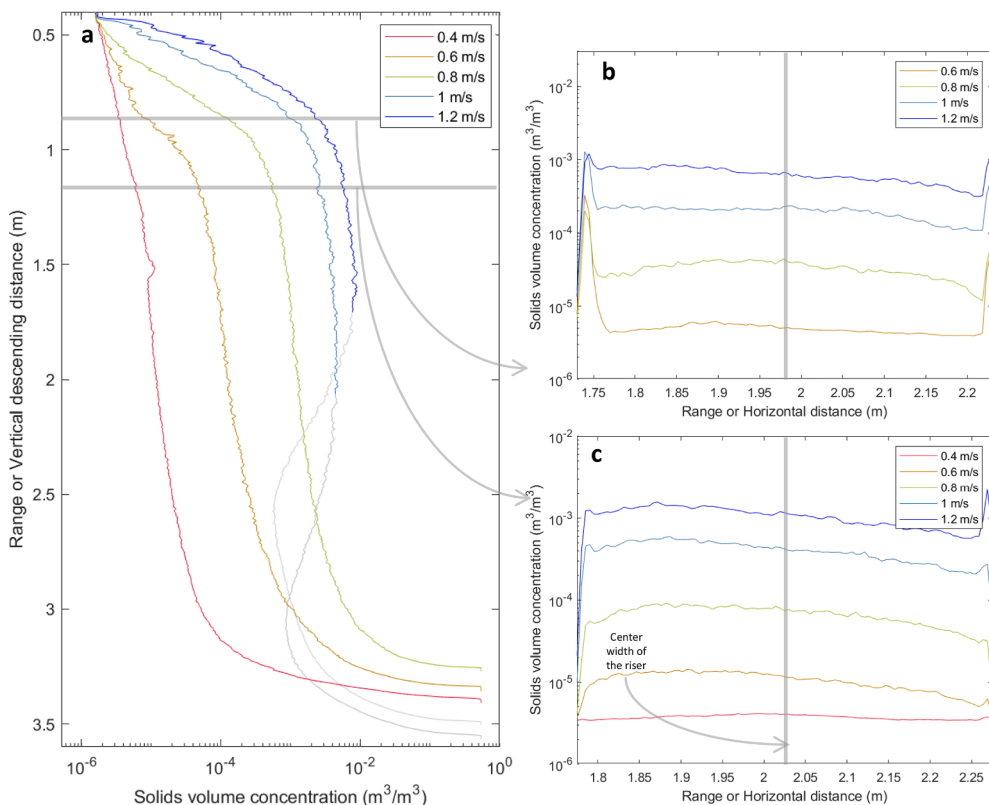 a
0.4 m/s
0.6 m/s
0.8 m/s
1 m/s
1.2 m/s
0.5
1
1.5
2
2.5
3
3.5
10^-6
10^-4
10^-2
10^0
Range or Vertical descending distance (m)
Solids volume concentration (m^3/m^3)
b
0.6 m/s
0.8 m/s
1 m/s
1.2 m/s
10^-2
10^-3
10^-4
10^-5
10^-6
1.75
1.8
1.85
1.9
1.95
2
2.05
2.1
2.15
2.2
Solids volume concentration (m^3/m^3)
Range or Horizontal distance (m)
c
0.4 m/s
0.6 m/s
0.8 m/s
1 m/s
1.2 m/s
Center
width of
the riser
10^-2
10^-3
10^-4
10^-5
10^-6
1.8
1.85
1.9
1.95
2
2.05
2.1
2.15
2.2
2.25
Solids volume concentration (m^3/m^3)
Range or Horizontal distance (m)